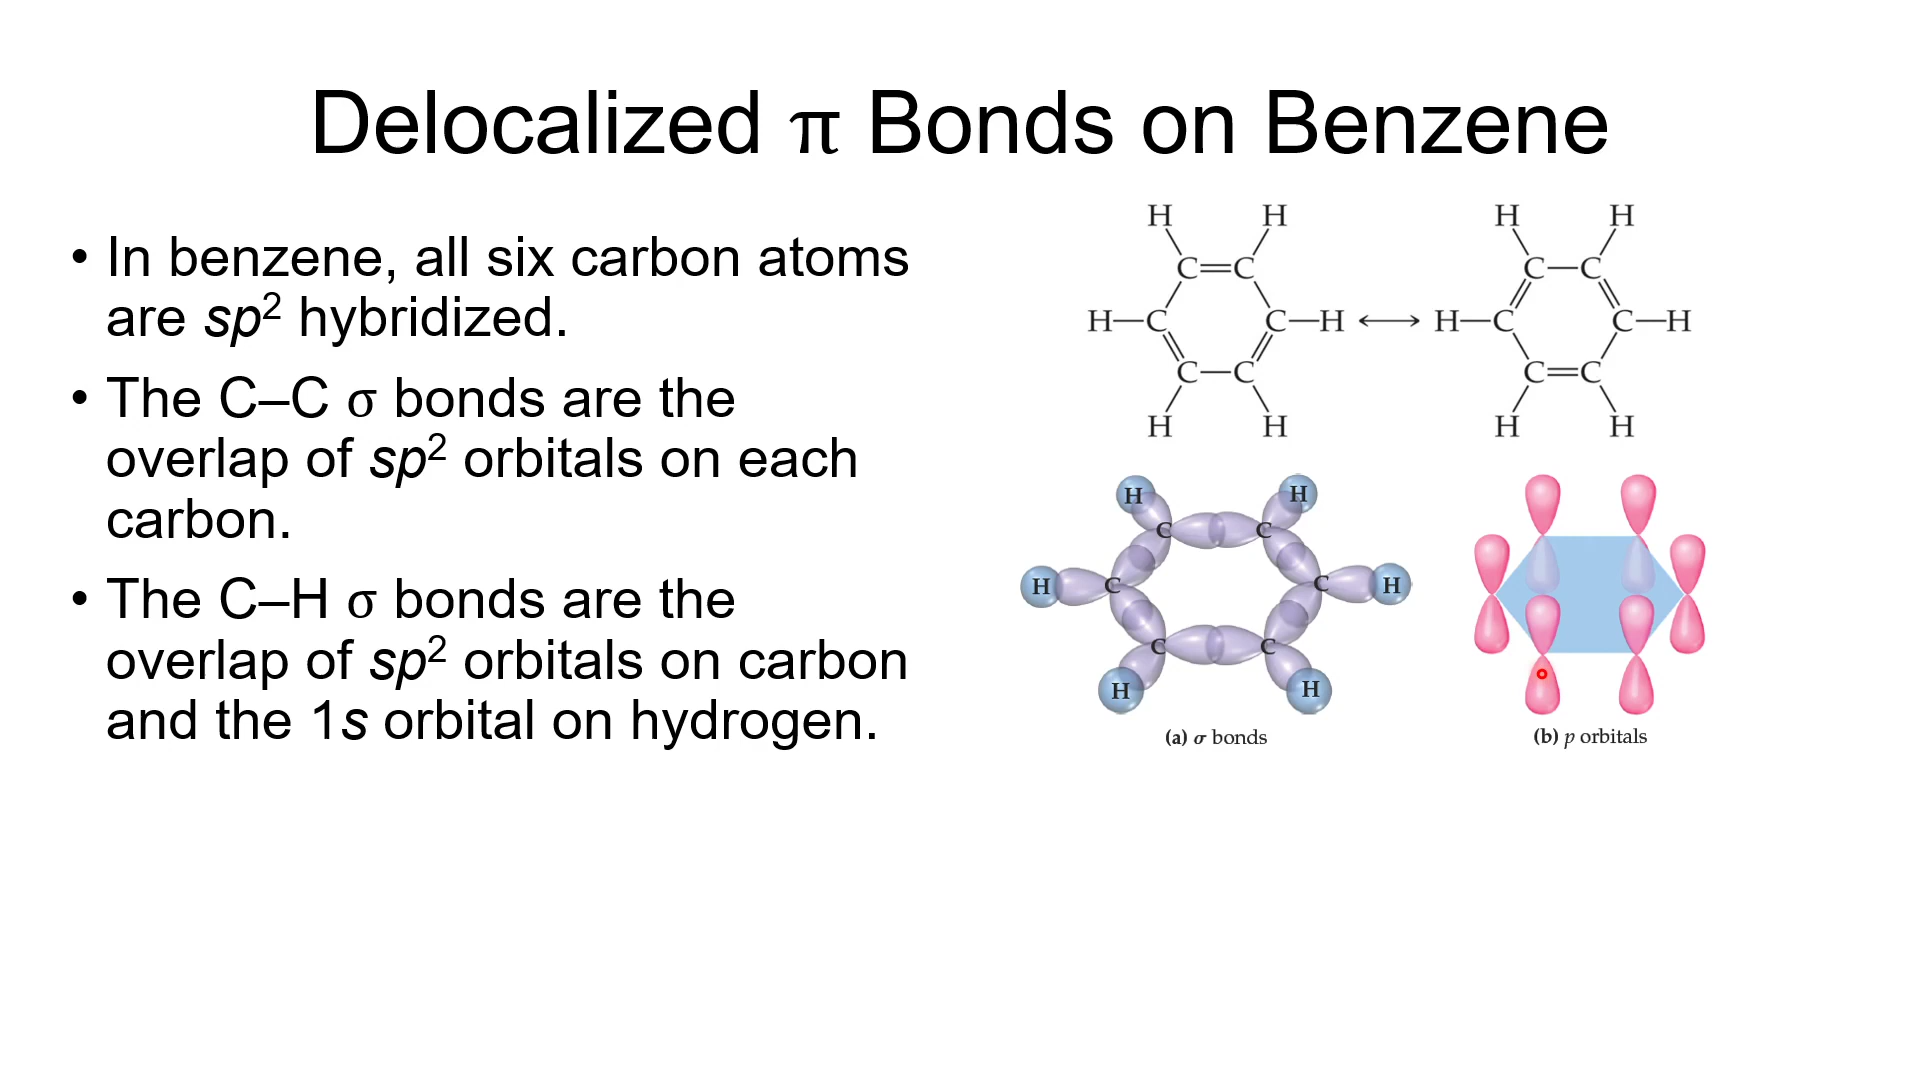 Delocalized π Bonds on Benzene
• In benzene, all six carbon atoms
are sp² hybridized.
• The C–C σ bonds are the
overlap of sp² orbitals on each
carbon.
• The C–H σ bonds are the
overlap of sp² orbitals on carbon
and the 1s orbital on hydrogen.
H H H H
C=C C—C
H—C C—H ⟷ H—C C—H
C—C C=C
H H H H
H H
C C
H C C H
C C
H H
(a) σ bonds
(b) p orbitals